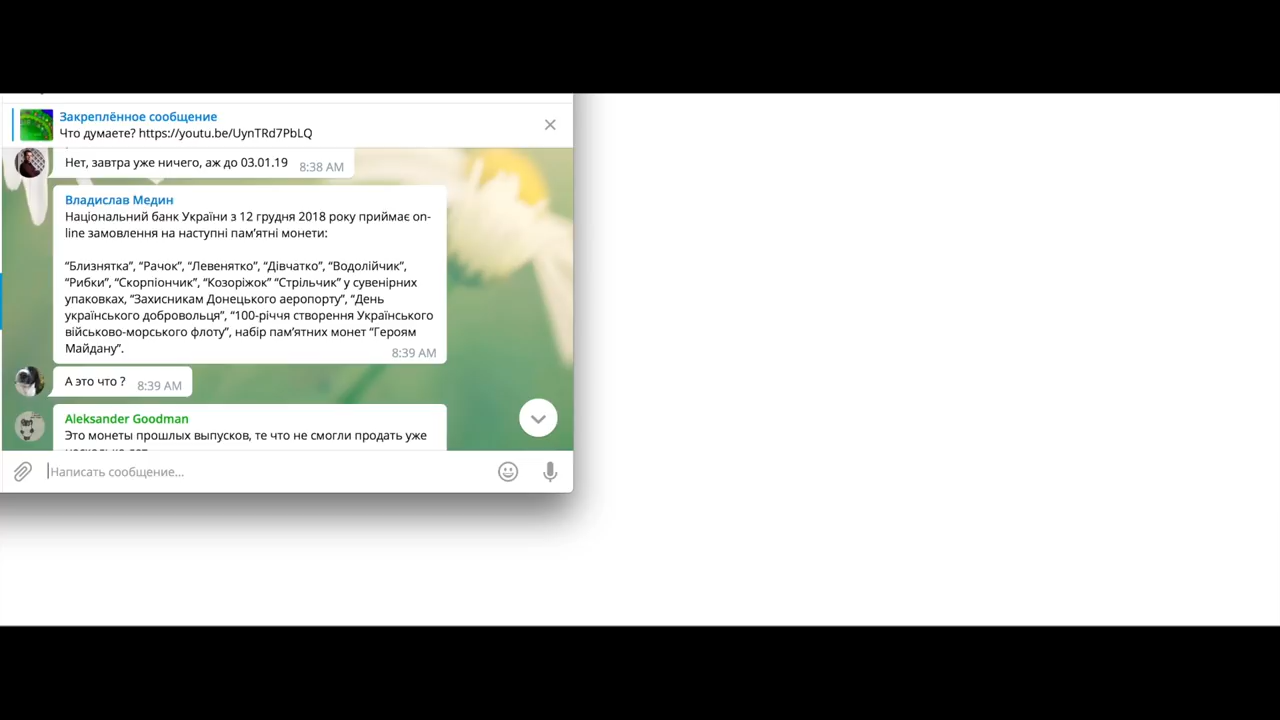 Закреплённое сообщение
Что думаете? https://youtu.be/UynTRd7PbLQ
Нет, завтра уже ничего, аж до 03.01.19 8:38 AM
Владислав Медин
Національний банк України з 12 грудня 2018 року приймає on-
line замовлення на наступні пам’ятні монети:
“Близнятка”, “Рачок”, “Левенятко”, “Дівчатко”, “Водолійчик”,
“Рибки”, “Скорпіончик”, “Козоріжок” “Стрільчик” у сувенірних
упаковках, “Захисникам Донецького аеропорту”, “День
українського добровольця”, “100-річчя створення Українського
військово-морського флоту”, набір пам’ятних монет “Героям
Майдану”.
8:39 AM
А это что ? 8:39 AM
Aleksander Goodman
Это монеты прошлых выпусков, те что не смогли продать уже
Написать сообщение...